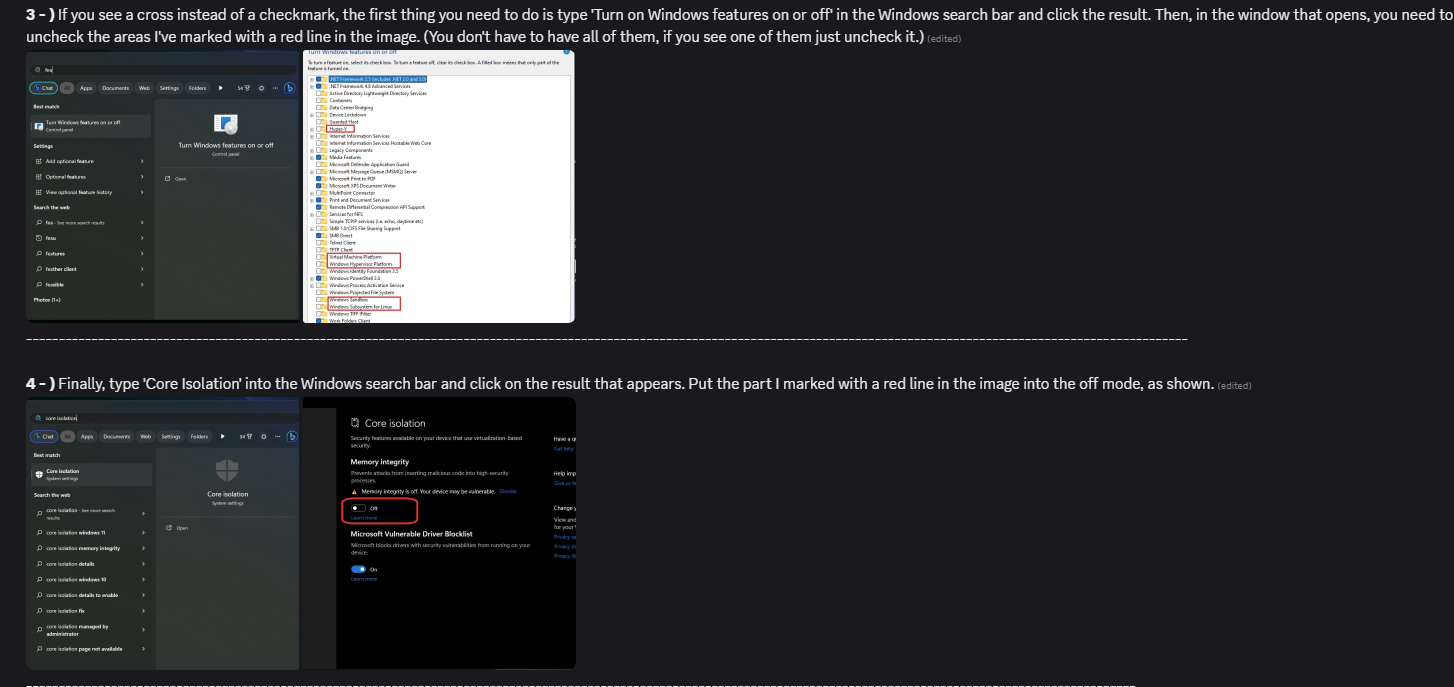 3 - ) If you see a cross instead of a checkmark, the first thing you need to do is type 'Turn on Windows features on or off' in the Windows search bar and click the result. Then, in the window that opens, you need to
uncheck the areas I've marked with a red line in the image. (You don't have to have all of them, if you see one of them just uncheck it.) (edited)
fea
Chat All Apps Documents Web Settings Folders 54
Best match
Turn Windows features on or off
Control panel
Settings
Add optional feature
Optional features
View optional feature history
Search the web
fea - See more search results
feau
features
feather client
feasible
Photos (1+)
Turn Windows features on or off
Control panel
Open
Turn Windows features on or off
To turn a feature on, select its check box. To turn a feature off, clear its check box. A filled box means that only part of the
feature is turned on.
.NET Framework 3.5 (includes .NET 2.0 and 3.0)
.NET Framework 4.8 Advanced Services
Active Directory Lightweight Directory Services
Containers
Data Center Bridging
Device Lockdown
Guarded Host
Hyper-V
Internet Information Services
Internet Information Services Hostable Web Core
Legacy Components
Media Features
Microsoft Defender Application Guard
Microsoft Message Queue (MSMQ) Server
Microsoft Print to PDF
Microsoft XPS Document Writer
MultiPoint Connector
Print and Document Services
Remote Differential Compression API Support
Services for NFS
Simple TCPIP services (i.e. echo, daytime etc)
SMB 1.0/CIFS File Sharing Support
SMB Direct
Telnet Client
TFTP Client
Virtual Machine Platform
Windows Hypervisor Platform
Windows Identity Foundation 3.5
Windows PowerShell 2.0
Windows Process Activation Service
Windows Projected File System
Windows Sandbox
Windows Subsystem for Linux
Windows TIFF IFilter
Work Folders Client
4 - ) Finally, type 'Core Isolation' into the Windows search bar and click on the result that appears. Put the part I marked with a red line in the image into the off mode, as shown. (edited)
core isolation
Chat All Apps Documents Web Settings Folders 54
Best match
Core isolation
System settings
Search the web
core isolation - See more search
results
core isolation windows 11
core isolation memory integrity
core isolation details
core isolation windows 10
core isolation details to enable
core isolation fix
core isolation managed by
administrator
core isolation page not available
Core isolation
System settings
Open
Core isolation
Security features available on your device that use virtualization-based
security.
Memory integrity
Prevents attacks from inserting malicious code into high-security
processes.
Memory integrity is off. Your device may be vulnerable. Dismiss
Off
Learn more
Microsoft Vulnerable Driver Blocklist
Microsoft blocks drivers with security vulnerabilities from running on your
device.
On
Learn more
Have a
Get help
Help imp
Give us
Change
View and
for your
Privacy
Privacy
Privacy